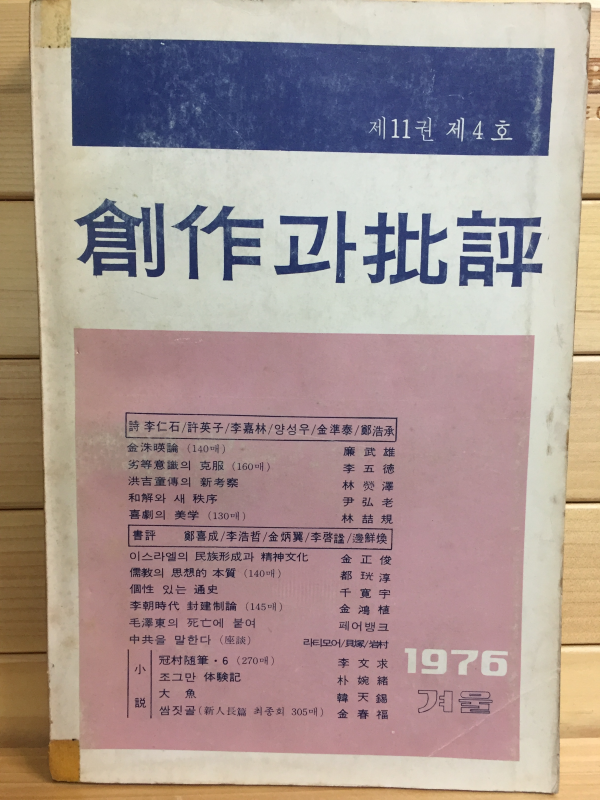 제11권 제4호
創作과批評
詩 李仁石/許英子/李嘉林/양성우/金準泰/鄭浩承
金洙暎論 (140매) 廉武雄
劣等意識의 克服 (160매) 李五德
洪吉童傳의 新考察 林熒澤
和解와 새 秩序 尹弘老
喜劇의 美学 (130매) 林喆規
書評 鄭喜成/李浩哲/金炳翼/李啓謚/邊鮮煥
이스라엘의 民族形成과 精神文化 金正俊
儒教의 思想的 本質 (140매) 都珖淳
個性 있는 通史 千寬宇
李朝時代 封建制論 (145매) 金鴻植
毛澤東의 死亡에 붙여 페어뱅크
中共을 말한다 (座談) 라티모어/貝塚/岩村
小説
冠村随筆·6 (270매) 李文求
조그만 体験記 朴婉緖
大魚 韓天錫
쌈짓골 (新人長篇 최종회 305매) 金春福
1976
겨울